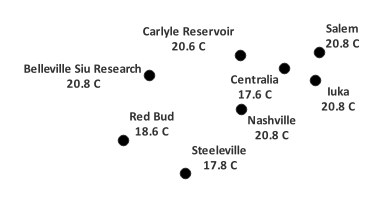 Salem
20.8 C
Carlyle Reservoir
20.6 C
Belleville Siu Research
20.8 C
Centralia
17.6 C
Iuka
20.8 C
Red Bud
18.6 C
Nashville
20.8 C
Steeleville
17.8 C